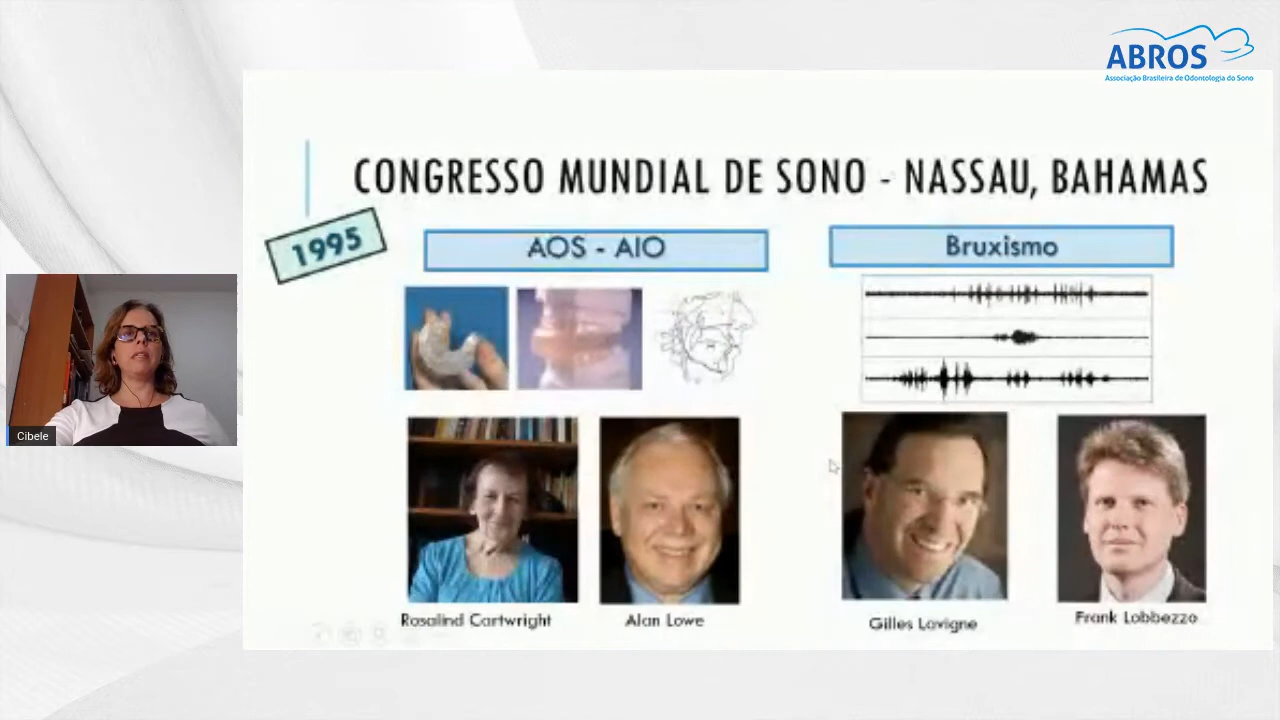 ABROS
Associação Brasileira de Odontologia do Sono
CONGRESSO MUNDIAL DE SONO - NASSAU, BAHAMAS
1995
AOS - AIO
Bruxismo
Cibele
Rosalind Cartwright
Alan Lowe
Gilles Lavigne
Frank Lobbezzo